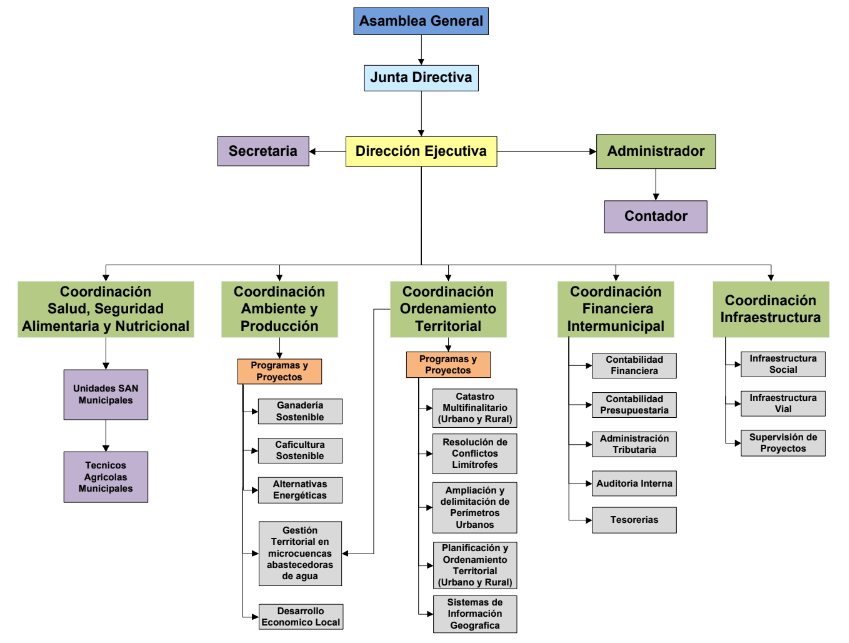 Asamblea General
Junta Directiva
Secretaria
Dirección Ejecutiva
Administrador
Contador
Coordinación
Salud, Seguridad
Alimentaria y Nutricional
Coordinación
Ambiente y
Producción
Coordinación
Ordenamiento
Territorial
Coordinación
Financiera
Intermunicipal
Coordinación
Infraestructura
Unidades SAN
Municipales
Tecnicos
Agricolas
Municipales
Programas y
Proyectos
Ganadería
Sostenible
Caficultura
Sostenible
Alternativas
Energéticas
Gestión
Territorial en
microcuencas
abastecedoras
de agua
Desarrollo
Economico Local
Programas y
Proyectos
Catastro
Multifinalitario
(Urbano y Rural)
Resolución de
Conflictos
Limítrofes
Ampliación y
delimitación de
Perímetros
Urbanos
Planificación y
Ordenamiento
Territorial
(Urbano y Rural)
Sistemas de
Información
Geografica
Contabilidad
Financiera
Contabilidad
Presupuestaria
Administración
Tributaria
Auditoria Interna
Tesorerias
Infraestructura
Social
Infraestructura
Vial
Supervisión de
Proyectos